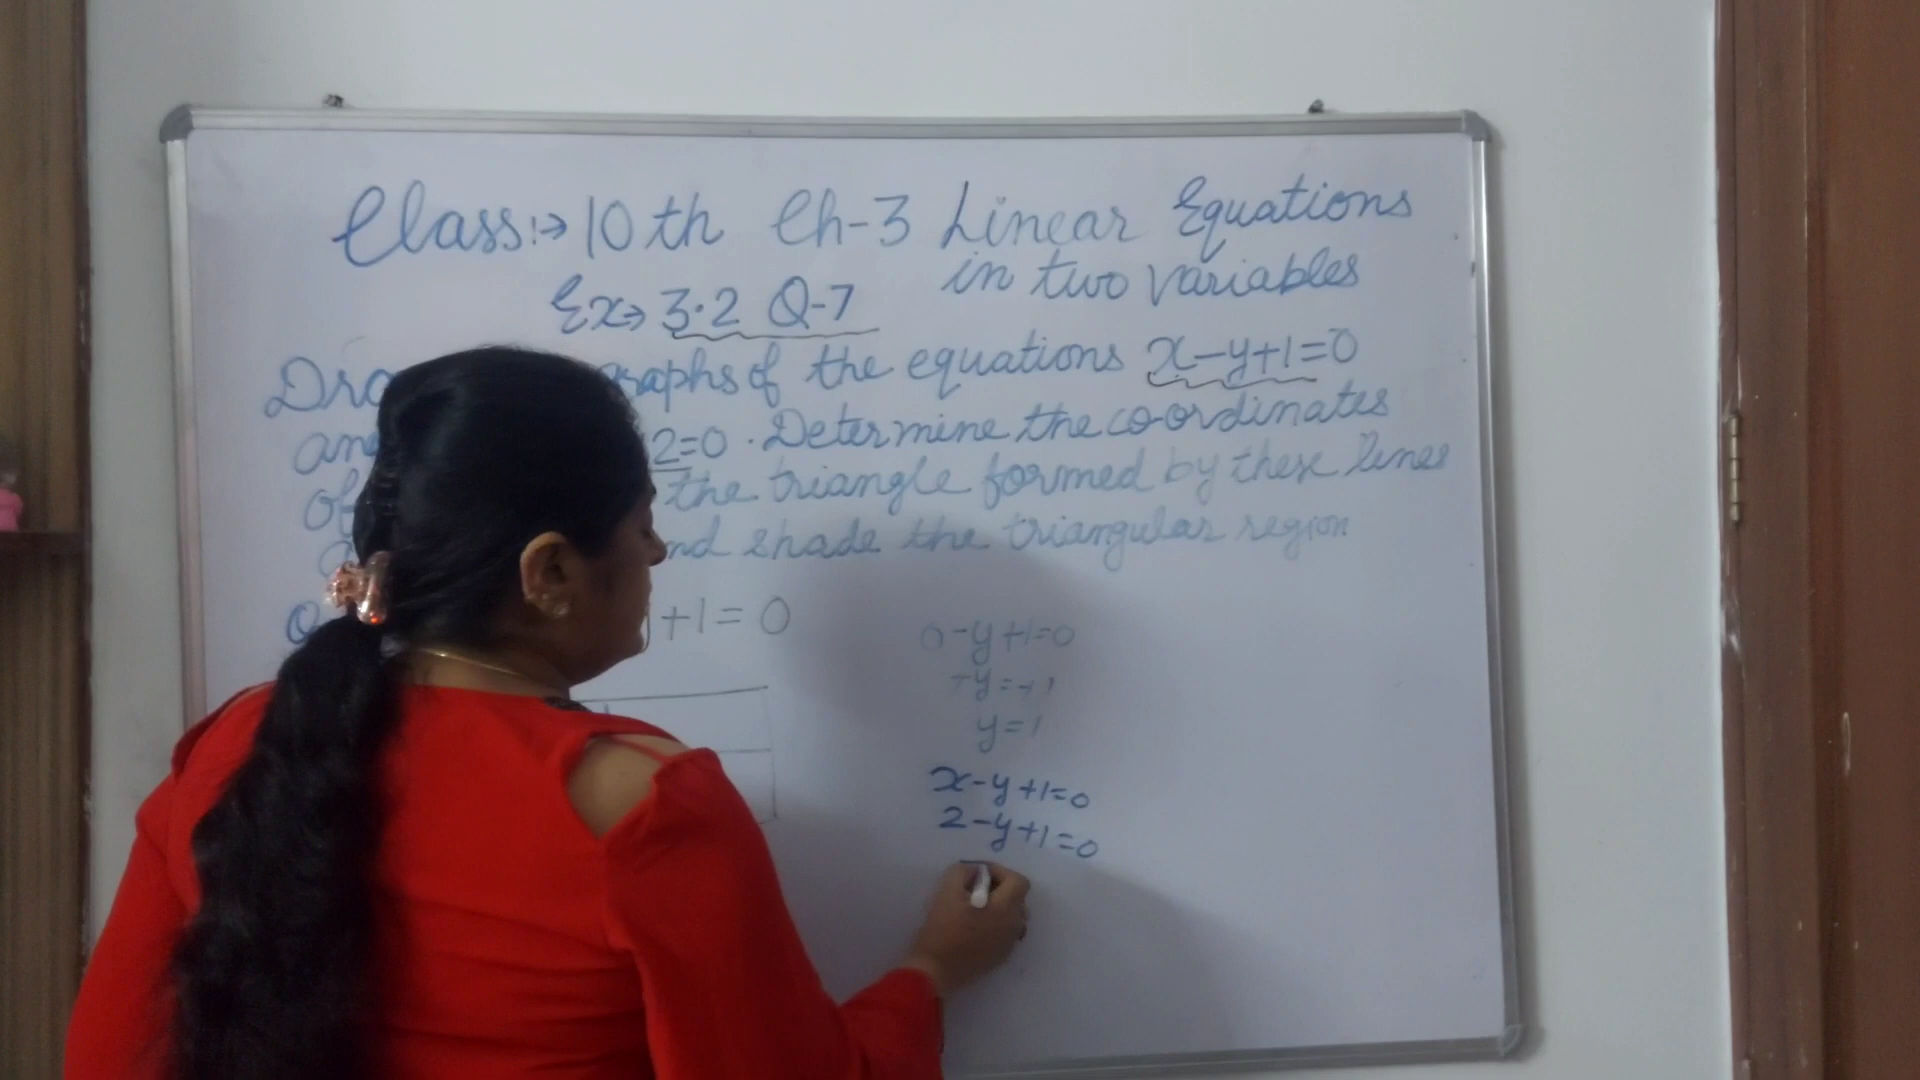 Class:→ 10th Ch-3 Linear Equations
in two variables
Ex→ 3.2 Q-7
Dra graphs of the equations x-y+1=0
and 2=0. Determine the co-ordinates
of the triangle formed by these lines
and shade the triangular region
+1=0
0-y+1=0
-y=-1
y=1
x-y+1=0
2-y+1=0